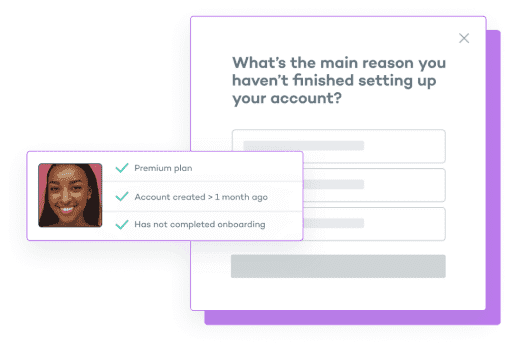 What's the main reason you
haven't finished setting up
your account?
Premium plan
Account created > 1 month ago
Has not completed onboarding